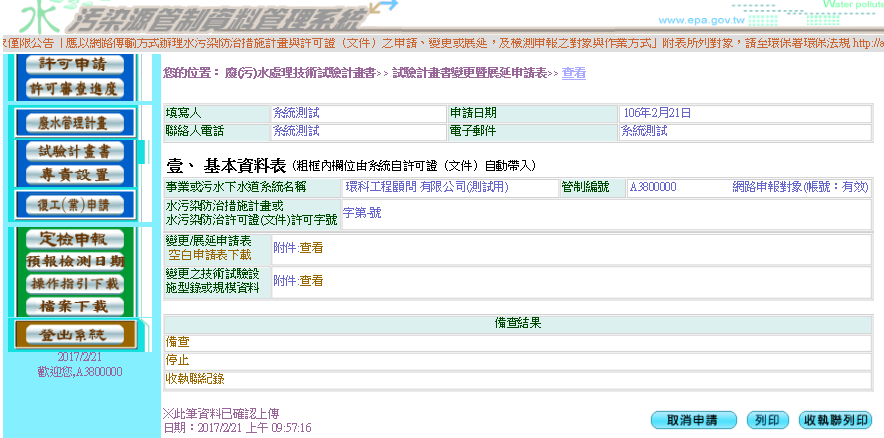 水污染源管制資料管理系統
Water pollute
www.epa.gov.tw
家僅限公告「應以網路傳輸方式辦理水污染防治措施計畫與許可證（文件）之申請、變更或展延，及檢測申報之對象與作業方式」附表所列對象，請至環保署環保法規 http://a
許可申請
許可審查進度
廢水管理計畫
試驗計畫書
專責設置
復工(業)申請
定檢申報
預報檢測日期
操作指引下載
檔案下載
登出系統
2017/2/21
歡迎您,A3800000
您的位置： 廢(污)水處理技術試驗計畫書>> 試驗計畫書變更暨展延申請表>> 查看
填寫人 系統測試 申請日期 106年2月21日
聯絡人電話 系統測試 電子郵件 系統測試
壹、 基本資料表 (粗框內欄位由系統自許可證（文件）自動帶入)
事業或污水下水道系統名稱 環科工程顧問 有限公司(測試用) 管制編號 A3800000 網路申報對象(帳號：有效)
水污染防治措施計畫或
水污染防治許可證(文件)許可字號 字第-號
變更/展延申請表
空白申請表下載 附件:查看
變更之技術試驗設
施型錄或規模資料 附件:查看
備查結果
備查
停止
收執聯紀錄
※此筆資料已確認上傳
日期：2017/2/21 上午 09:57:16
取消申請 列印 收執聯列印